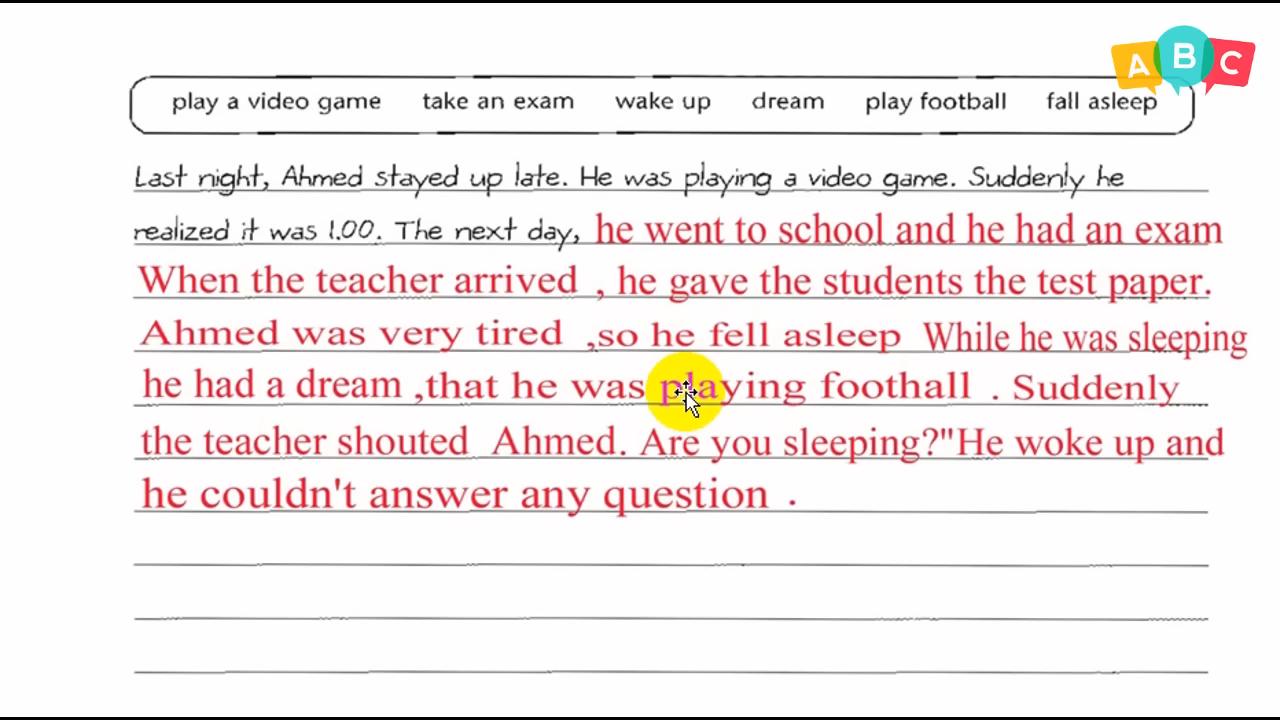 A B C
play a video game take an exam wake up dream play football fall asleep
Last night, Ahmed stayed up late. He was playing a video game. Suddenly he
realized it was 1.00. The next day, he went to school and he had an exam
When the teacher arrived , he gave the students the test paper.
Ahmed was very tired ,so he fell asleep While he was sleeping
he had a dream ,that he was playing foothall . Suddenly
the teacher shouted Ahmed. Are you sleeping?"He woke up and
he couldn't answer any question .